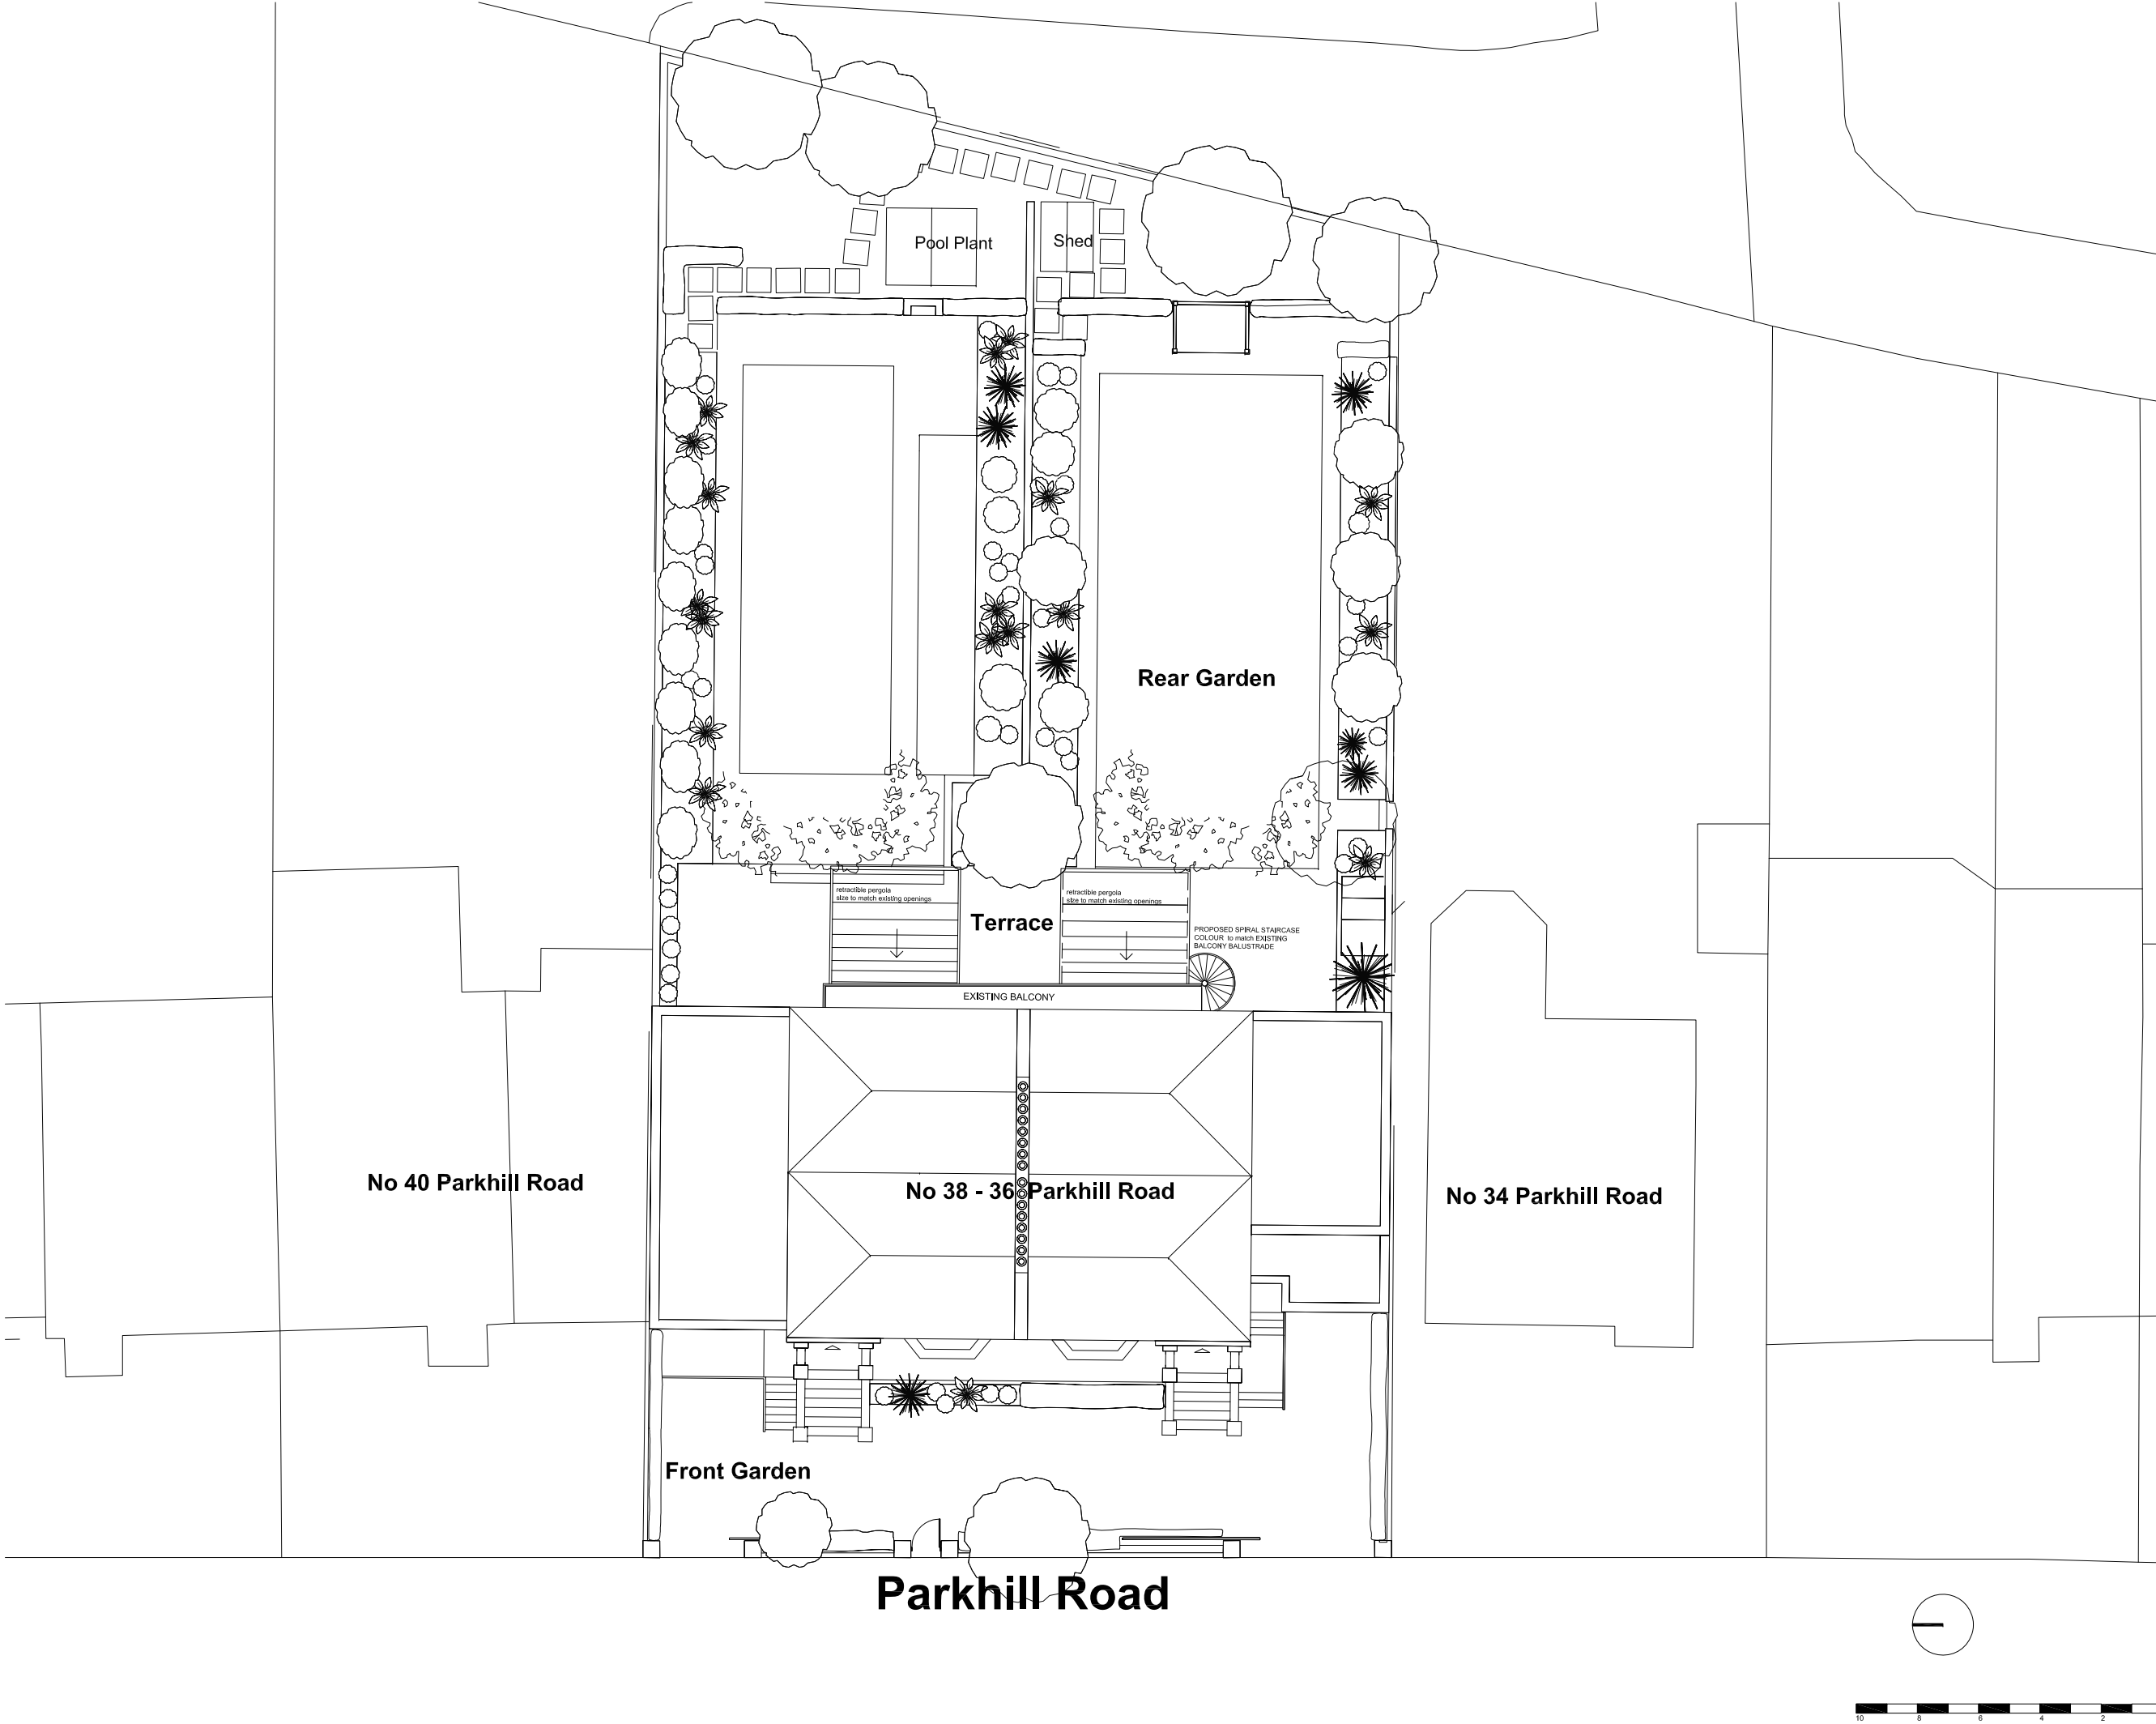 Pool Plant
Shed
Rear Garden
retractible pergola
size to match existing openings
retractible pergola
size to match existing openings
Terrace
PROPOSED SPIRAL STAIRCASE
COLOUR to match EXISTING
BALCONY BALUSTRADE
EXISTING BALCONY
No 40 Parkhill Road
No 38 - 36 Parkhill Road
No 34 Parkhill Road
Front Garden
Parkhill Road
10 8 6 4 2